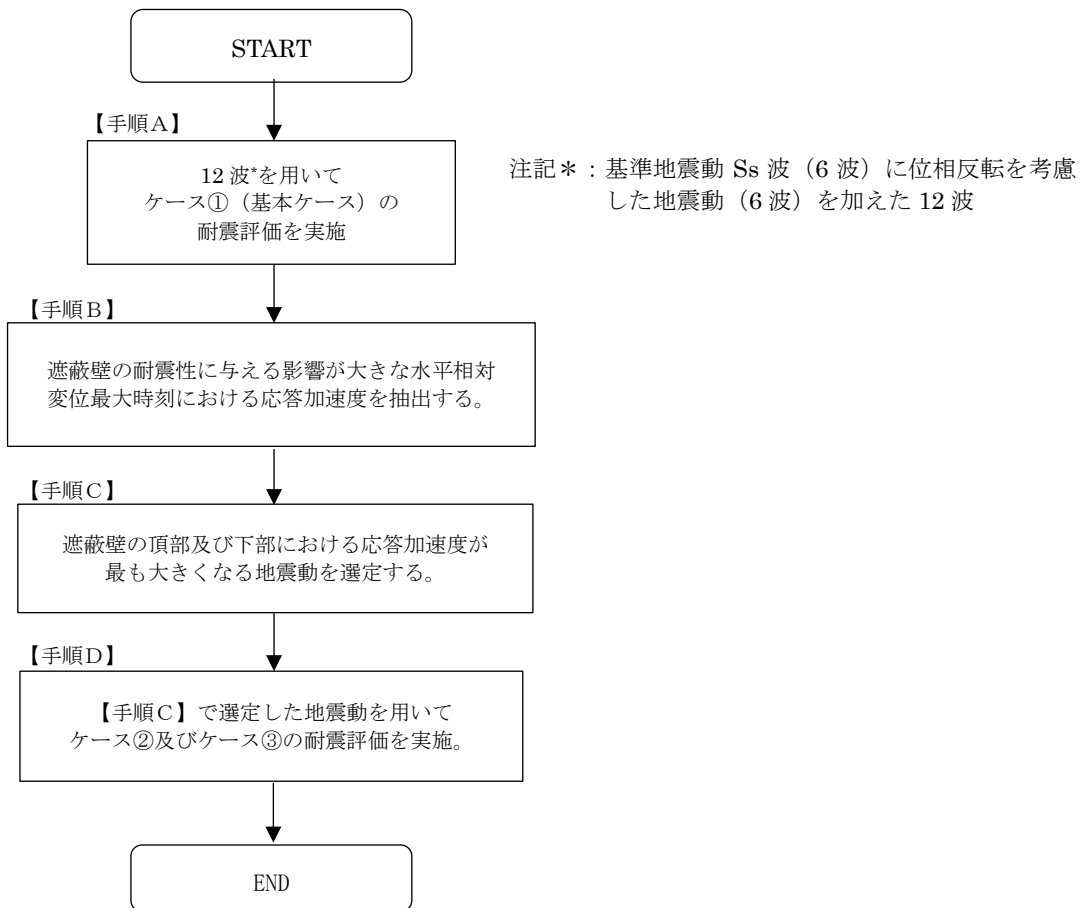 START
【手順A】
12 波*を用いて
ケース①（基本ケース）の
耐震評価を実施
注記＊：基準地震動 Ss 波（6 波）に位相反転を考慮
した地震動（6 波）を加えた 12 波
【手順B】
遮蔽壁の耐震性に与える影響が大きな水平相対
変位最大時刻における応答加速度を抽出する。
【手順C】
遮蔽壁の頂部及び下部における応答加速度が
最も大きくなる地震動を選定する。
【手順D】
【手順C】で選定した地震動を用いて
ケース②及びケース③の耐震評価を実施。
END